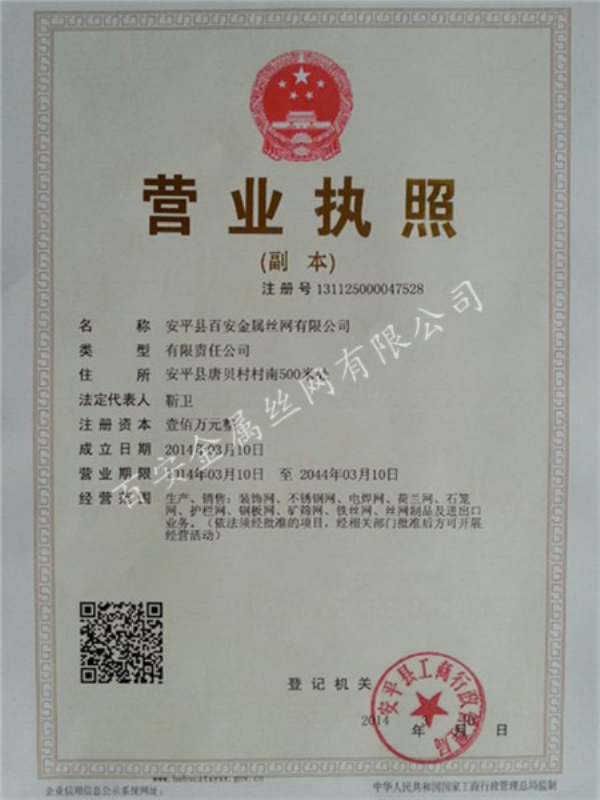 营业执照
(副 本)
注册号 131125000047528
名 称 安平县百安金属丝网有限公司
类 型 有限责任公司
住 所 安平县唐贝村村南500米处
法定代表人 靳卫
注册资本 壹佰万元整
成立日期 2014年03月10日
营业期限 2014年03月10日 至 2044年03月10日
经营范围 生产、销售：装饰网、不锈钢网、电焊网、荷兰网、石笼
网、护栏网、钢板网、矿筛网、铁丝网、丝网制品及进出口
业务。（依法须经批准的项目，经相关部门批准后方可开展
经营活动）
百安金属丝网有限公司
登记机关
安平县工商行政管理局
2014 3 10
年 月 日
企业信用信息公示系统网址：
中华人民共和国国家工商行政管理总局监制